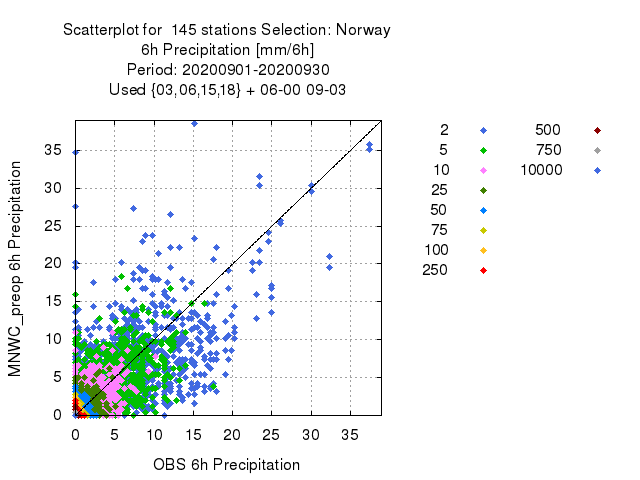 Scatterplot for  145 stations Selection: Norway
6h Precipitation [mm/6h]
Period: 20200901-20200930
Used {03,06,15,18} + 06-00 09-03
MNWC_preop 6h Precipitation
35
30
25
20
15
10
5
0
0 5 10 15 20 25 30 35
OBS 6h Precipitation
2 500
5 750
10 10000
25
50
75
100
250